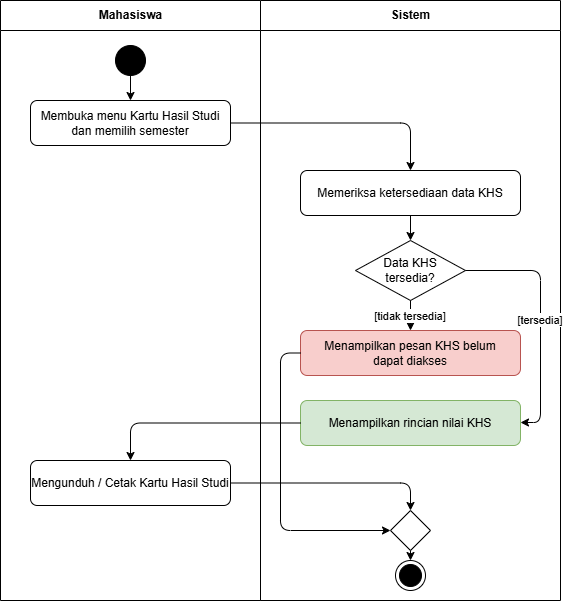 Mahasiswa
Sistem
Membuka menu Kartu Hasil Studi
dan memilih semester
Memeriksa ketersediaan data KHS
Data KHS
tersedia?
[tidak tersedia]
[tersedia]
Menampilkan pesan KHS belum
dapat diakses
Menampilkan rincian nilai KHS
Mengunduh / Cetak Kartu Hasil Studi